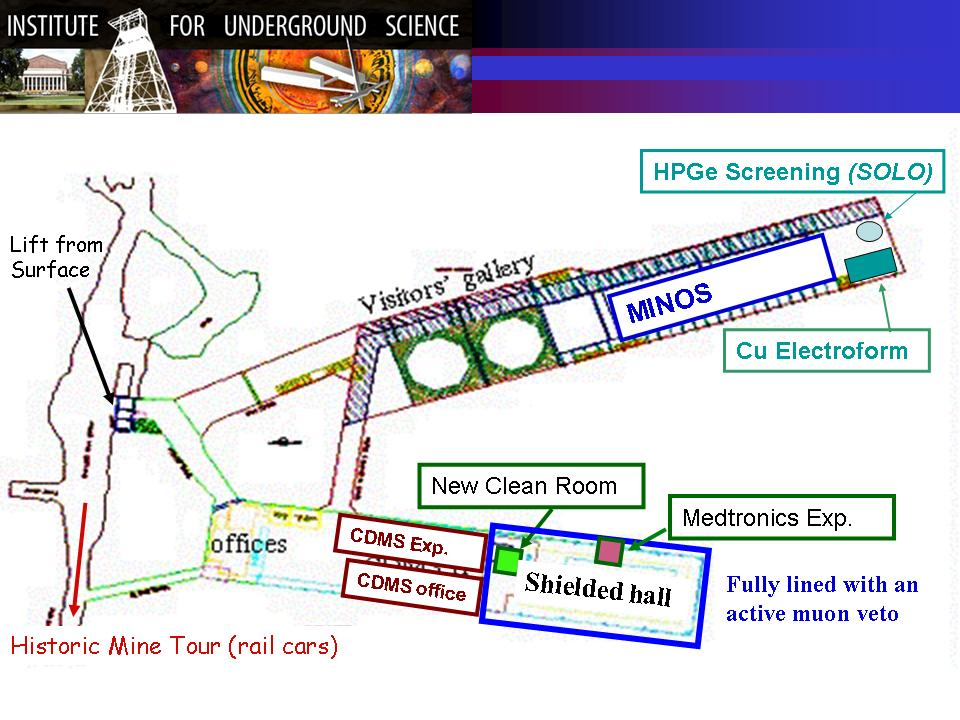 INSTITUTE FOR UNDERGROUND SCIENCE
HPGe Screening (SOLO)
Lift from
Surface
Visitors' gallery
MINOS
Cu Electroform
New Clean Room
Medtronics Exp.
CDMS Exp.
offices
CDMS office
Shielded hall
Fully lined with an
active muon veto
Historic Mine Tour (rail cars)